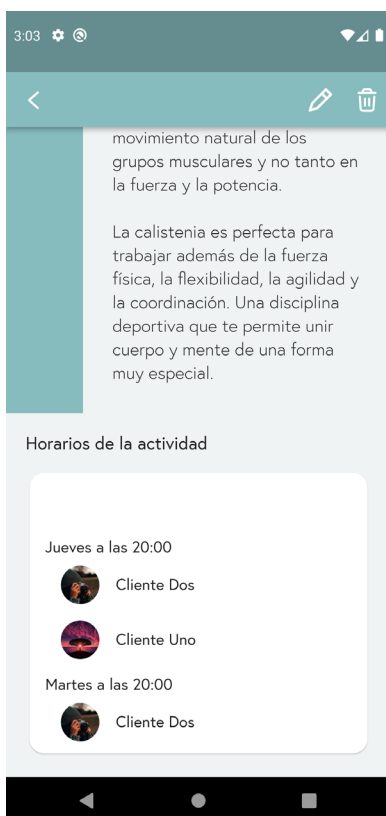 3:03
movimiento natural de los
grupos musculares y no tanto en
la fuerza y la potencia.
La calistenia es perfecta para
trabajar además de la fuerza
física, la flexibilidad, la agilidad y
la coordinación. Una disciplina
deportiva que te permite unir
cuerpo y mente de una forma
muy especial.
Horarios de la actividad
Jueves a las 20:00
Cliente Dos
Cliente Uno
Martes a las 20:00
Cliente Dos